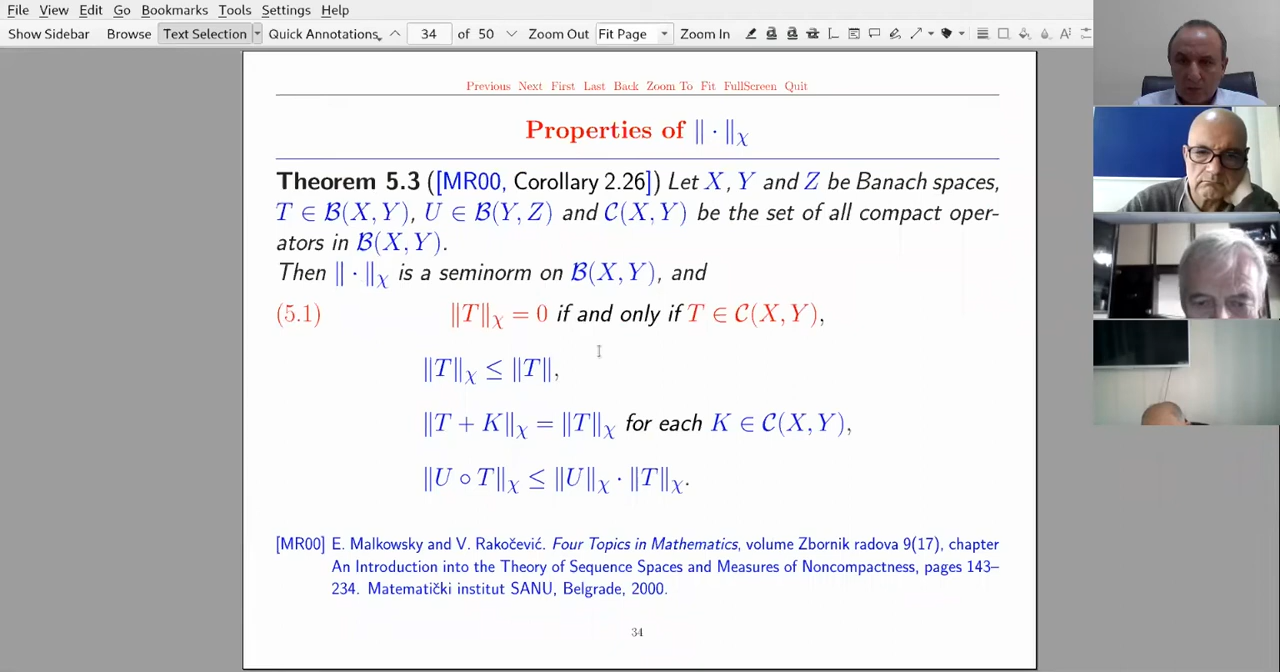 File View Edit Go Bookmarks Tools Settings Help
Show Sidebar Browse Text Selection Quick Annotations 34 of 50 Zoom Out Fit Page Zoom In
Previous Next First Last Back Zoom To Fit FullScreen Quit
Properties of ‖ · ‖χ
Theorem 5.3 ([MR00, Corollary 2.26]) Let X, Y and Z be Banach spaces,
T ∈ 𝓑(X, Y), U ∈ 𝓑(Y, Z) and 𝓒(X, Y) be the set of all compact oper-
ators in 𝓑(X, Y).
Then ‖ · ‖χ is a seminorm on 𝓑(X, Y), and
(5.1) ‖T‖χ = 0 if and only if T ∈ 𝓒(X, Y),
‖T‖χ ≤ ‖T‖,
‖T + K‖χ = ‖T‖χ for each K ∈ 𝓒(X, Y),
‖U ∘ T‖χ ≤ ‖U‖χ · ‖T‖χ.
[MR00] E. Malkowsky and V. Rakočević. Four Topics in Mathematics, volume Zbornik radova 9(17), chapter
An Introduction into the Theory of Sequence Spaces and Measures of Noncompactness, pages 143–
234. Matematički institut SANU, Belgrade, 2000.
34